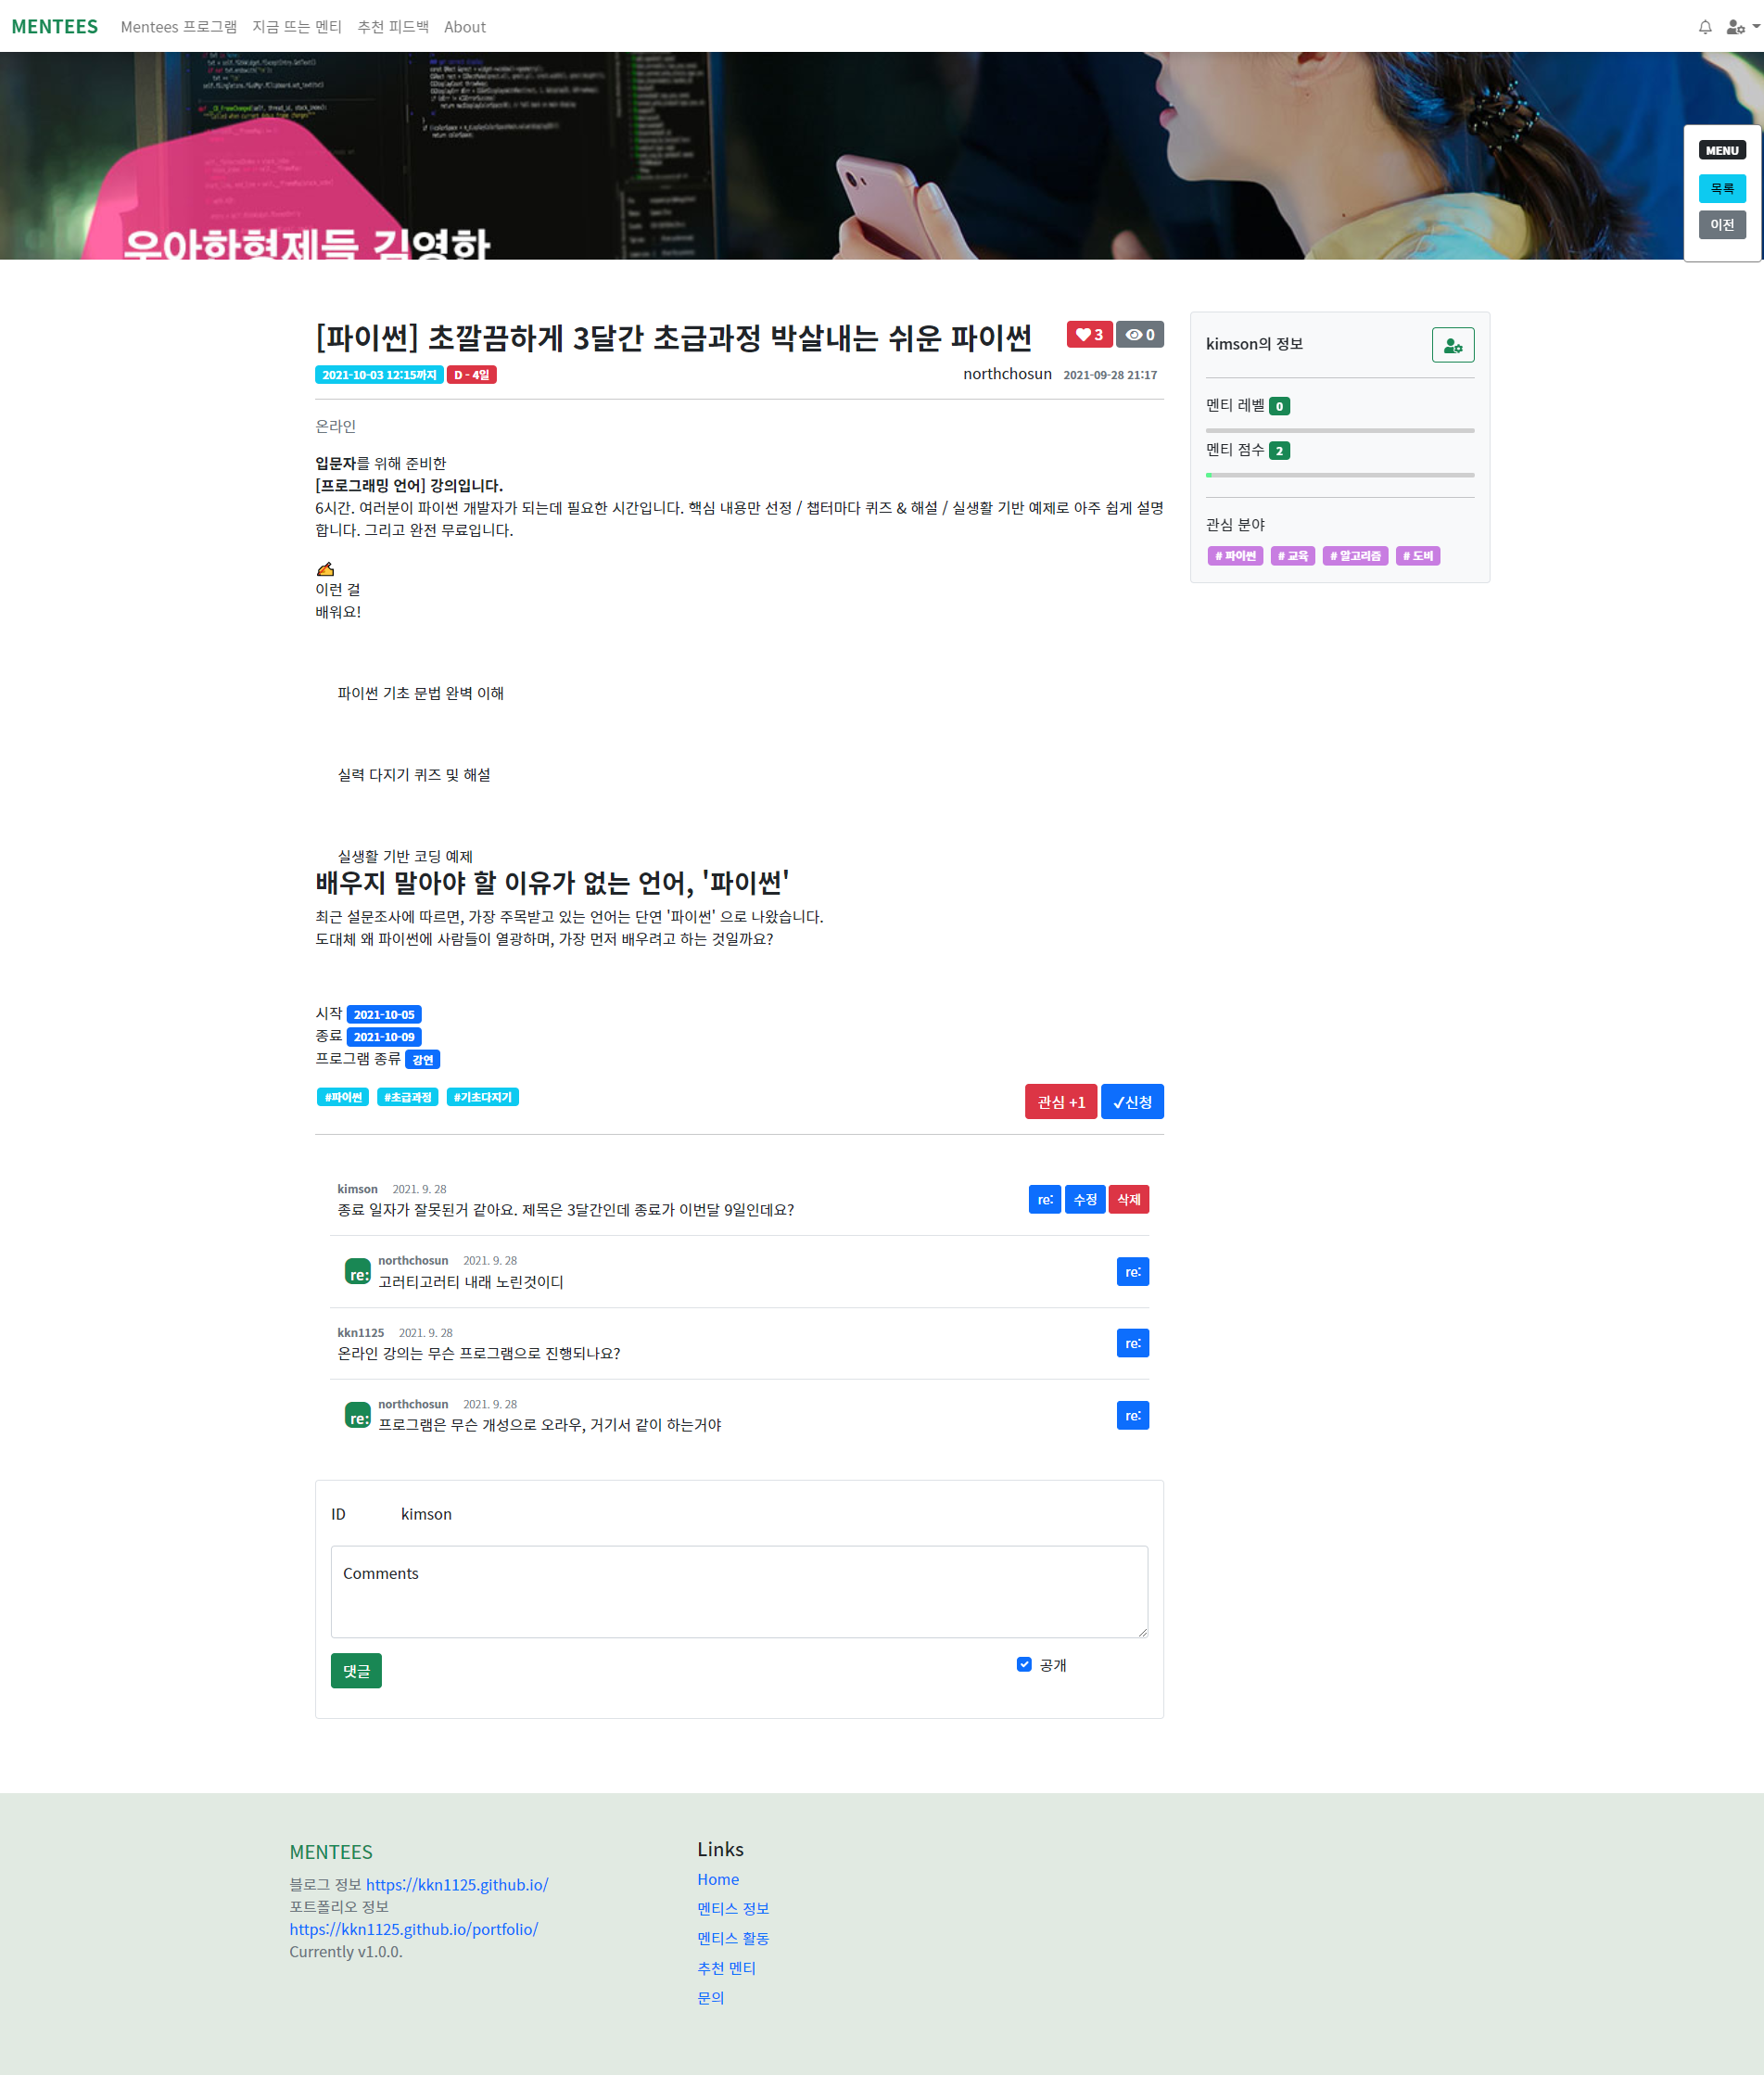 MENTEES Mentees 프로그램 지금 뜨는 멘티 추천 피드백 About
우아한형제들 김영한
MENU
목록
이전
[파이썬] 초깔끔하게 3달간 초급과정 박살내는 쉬운 파이썬 3 0
2021-10-03 12:15까지 D - 4일 northchosun 2021-09-28 21:17
온라인
입문자를 위해 준비한
[프로그래밍 언어] 강의입니다.
6시간. 여러분이 파이썬 개발자가 되는데 필요한 시간입니다. 핵심 내용만 선정 / 챕터마다 퀴즈 & 해설 / 실생활 기반 예제로 아주 쉽게 설명
합니다. 그리고 완전 무료입니다.
✍
이런 걸
배워요!
파이썬 기초 문법 완벽 이해
실력 다지기 퀴즈 및 해설
실생활 기반 코딩 예제
배우지 말아야 할 이유가 없는 언어, '파이썬'
최근 설문조사에 따르면, 가장 주목받고 있는 언어는 단연 '파이썬' 으로 나왔습니다.
도대체 왜 파이썬에 사람들이 열광하며, 가장 먼저 배우려고 하는 것일까요?
시작 2021-10-05
종료 2021-10-09
프로그램 종류 강연
#파이썬 #초급과정 #기초다지기 관심 +1 ✓신청
kimson 2021. 9. 28
종료 일자가 잘못된거 같아요. 제목은 3달간인데 종료가 이번달 9일인데요? re: 수정 삭제
re: northchosun 2021. 9. 28
고러티고러티 내래 노린것이디 re:
kkn1125 2021. 9. 28
온라인 강의는 무슨 프로그램으로 진행되나요? re:
re: northchosun 2021. 9. 28
프로그램은 무슨 개성으로 오라우, 거기서 같이 하는거야 re:
ID kimson
Comments
댓글 공개
kimson의 정보
멘티 레벨 0
멘티 점수 2
관심 분야
# 파이썬 # 교육 # 알고리즘 # 도비
MENTEES
블로그 정보 https://kkn1125.github.io/
포트폴리오 정보
https://kkn1125.github.io/portfolio/
Currently v1.0.0.
Links
Home
멘티스 정보
멘티스 활동
추천 멘티
문의